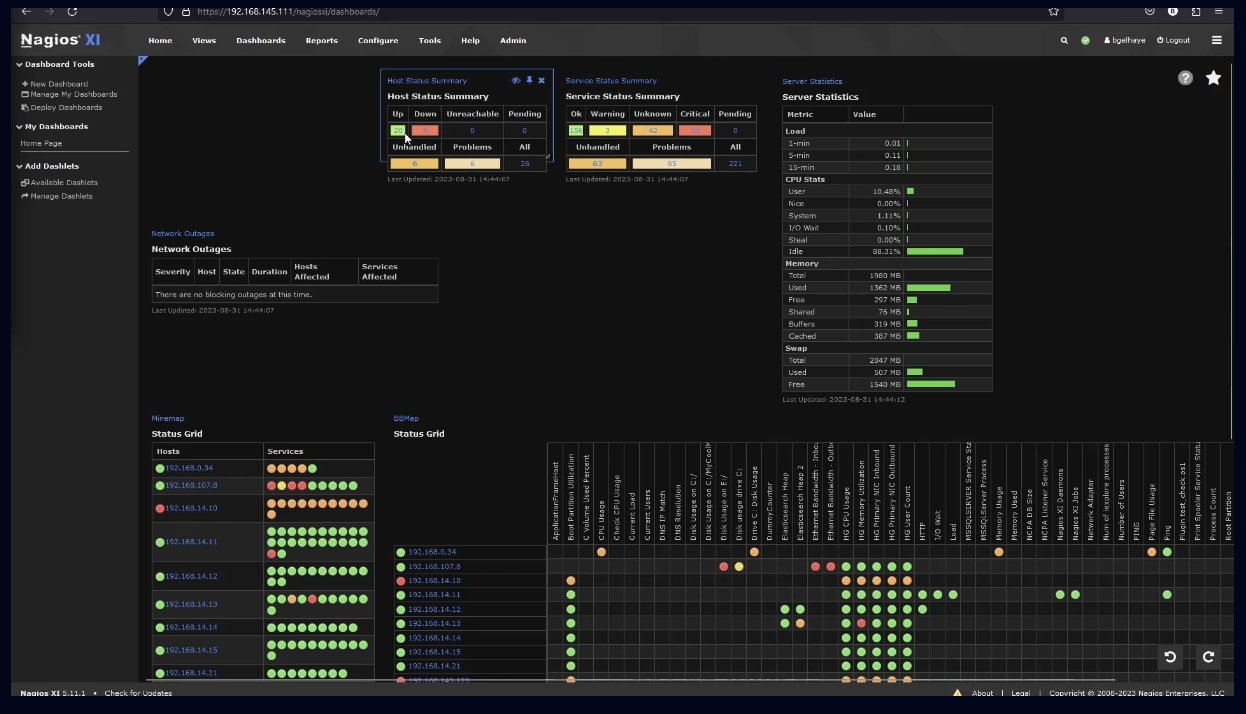 https://192.168.145.111/nagiosxi/dashboards/
Nagios XI
Home Views Dashboards Reports Configure Tools Help Admin
bgelhaye Logout
Dashboard Tools
New Dashboard
Manage My Dashboards
Deploy Dashboards
My Dashboards
Home Page
Add Dashlets
Available Dashlets
Manage Dashlets
Host Status Summary
Host Status Summary
Up Down Unreachable Pending
20 0 0
Unhandled Problems All
6 6 26
Last Updated: 2023-08-31 14:44:07
Service Status Summary
Service Status Summary
Ok Warning Unknown Critical Pending
156 3 42 0
Unhandled Problems All
63 65 221
Last Updated: 2023-08-31 14:44:07
Server Statistics
Server Statistics
Metric Value
Load
1-min 0.01
5-min 0.11
15-min 0.18
CPU Stats
User 10.48%
Nice 0.00%
System 1.11%
I/O Wait 0.10%
Steal 0.00%
Idle 88.31%
Memory
Total 1980 MB
Used 1362 MB
Free 297 MB
Shared 76 MB
Buffers 319 MB
Cached 387 MB
Swap
Total 2047 MB
Used 507 MB
Free 1540 MB
Last Updated: 2023-08-31 14:44:12
Network Outages
Network Outages
Severity Host State Duration Hosts Affected Services Affected
There are no blocking outages at this time.
Last Updated: 2023-08-31 14:44:07
Minemap
Status Grid
Hosts Services
192.168.0.34
192.168.107.8
192.168.14.10
192.168.14.11
192.168.14.12
192.168.14.13
192.168.14.14
192.168.14.15
192.168.14.21
BBMap
Status Grid
ApplicationFrameHost
Boot Partition Utilization
C Volume Used Percent
CPU Usage
Check CPU Usage
Current Load
Current Users
DNS IP Match
DNS Resolution
Disk Usage on C:/
Disk Usage on C:/MyCoolM
Disk Usage on E:/
Disk usage drive C:
Drive C: Disk Usage
DummyCounter
Elasticsearch Heap
Elasticsearch Heap 2
Ethernet Bandwidth - Inbou
Ethernet Bandwidth - Outb
HG CPU Usage
HG Memory Utilization
HG Primary NIC Inbound
HG Primary NIC Outbound
HG User Count
HTTP
I/O Wait
Load
MSSQLSERVER Service Sta
MSSQLServer Process
Memory Usage
Memory Used
NCPA DB Size
NCPA Listener Service
Nagios XI Daemons
Nagios XI Jobs
Network Adapter
Num of iexplora processes
Number of Users
PING
Page File Usage
Ping
Plugin test_check.ps1
Print Spooler Service Statu
Process Count
Root Partition
192.168.0.34
192.168.107.8
192.168.14.10
192.168.14.11
192.168.14.12
192.168.14.13
192.168.14.14
192.168.14.15
192.168.14.21
Nagios XI 5.11.1 • Check for Updates
About | Legal | Copyright © 2008-2023 Nagios Enterprises, LLC